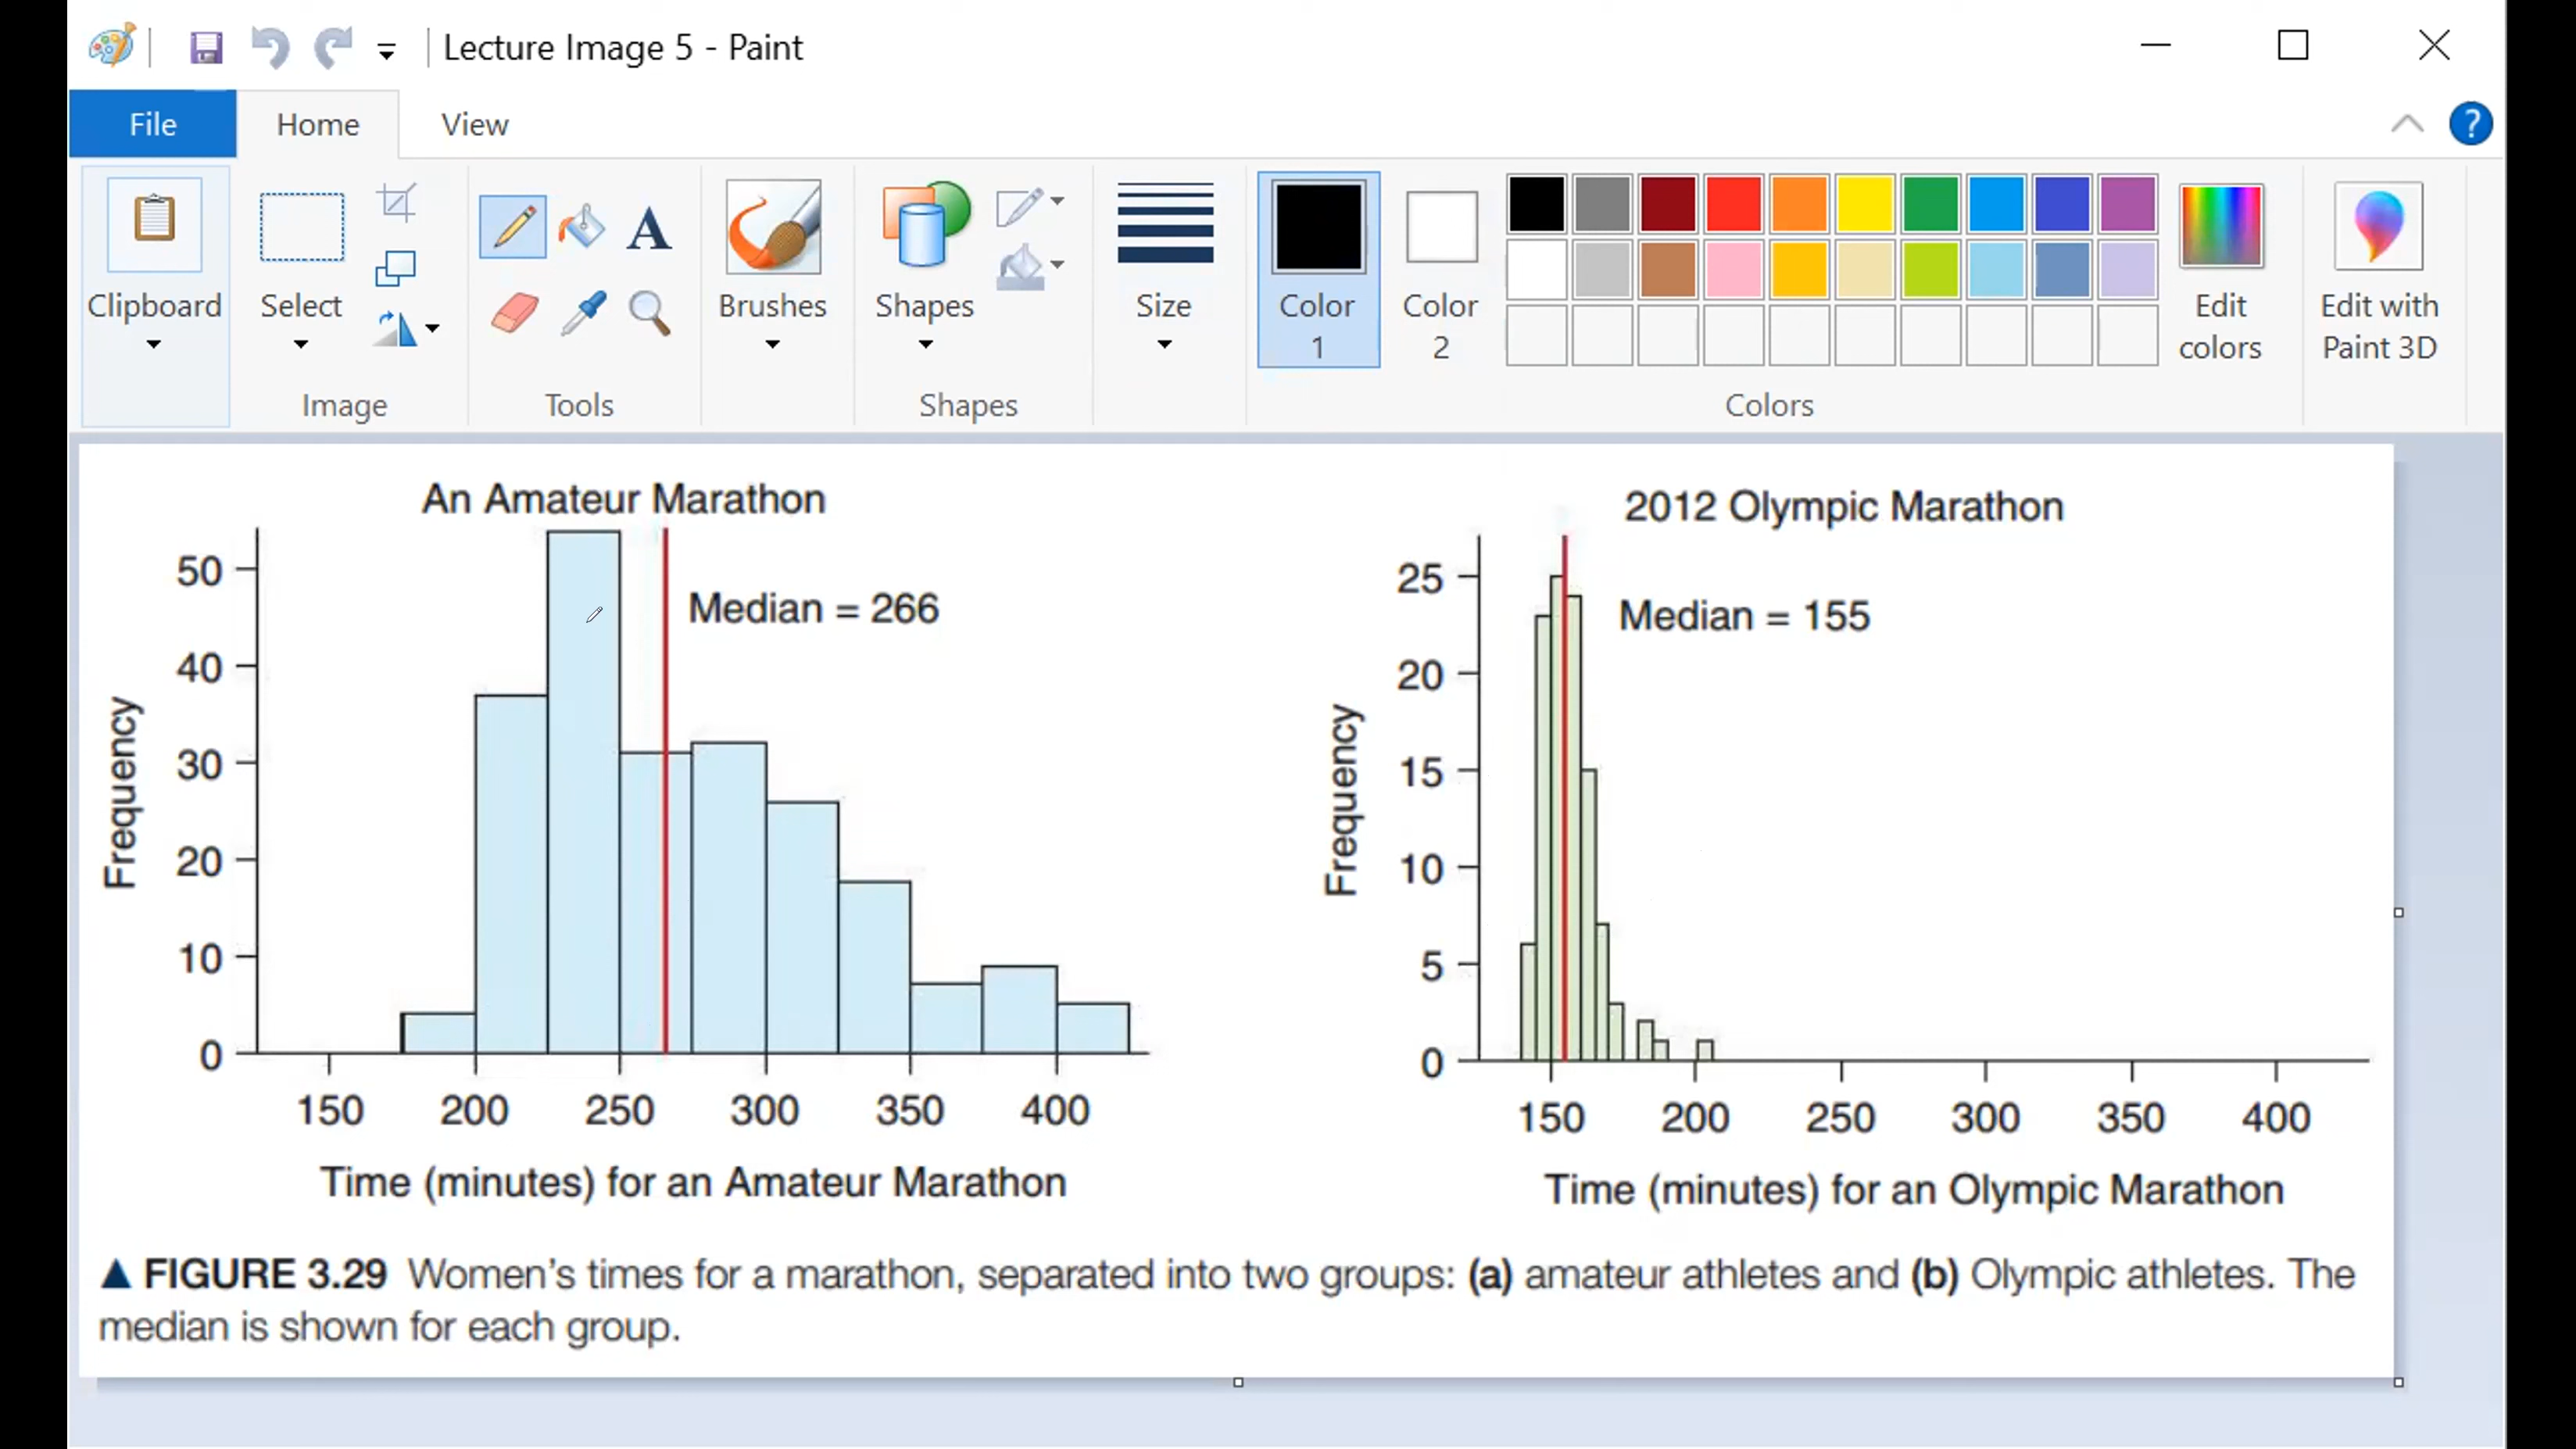 Lecture Image 5 - Paint
File
Home
View
?
Clipboard
Select
Image
A
Tools
Brushes
Shapes
Shapes
Size
Color 1
Color 2
Edit colors
Colors
Edit with Paint 3D
An Amateur Marathon
Median = 266
Frequency
50
40
30
20
10
0
150 200 250 300 350 400
Time (minutes) for an Amateur Marathon
2012 Olympic Marathon
Median = 155
Frequency
25
20
15
10
5
0
150 200 250 300 350 400
Time (minutes) for an Olympic Marathon
▲ FIGURE 3.29 Women's times for a marathon, separated into two groups: (a) amateur athletes and (b) Olympic athletes. The
median is shown for each group.